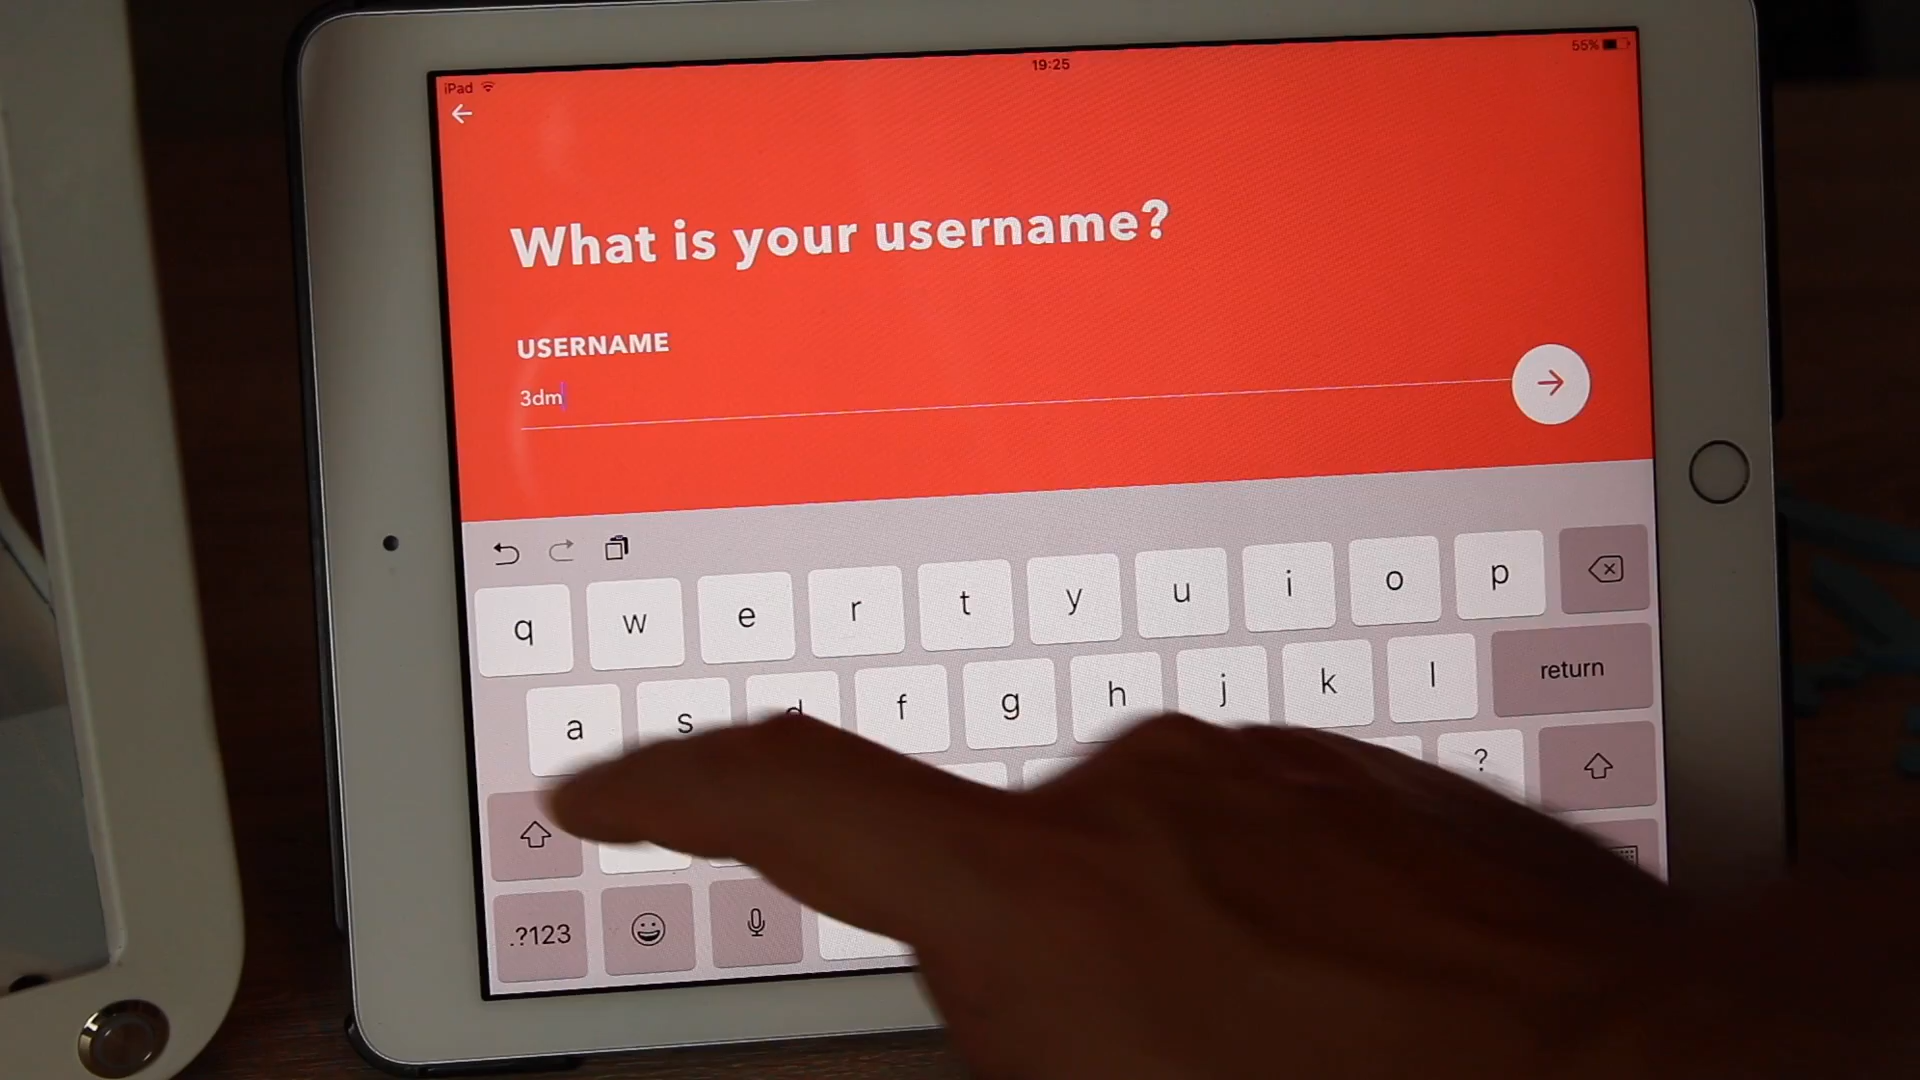 55%
19:25
iPad
What is your username?
USERNAME
3dm
q w e r t y u i o p
a s d f g h j k l return
?
.?123